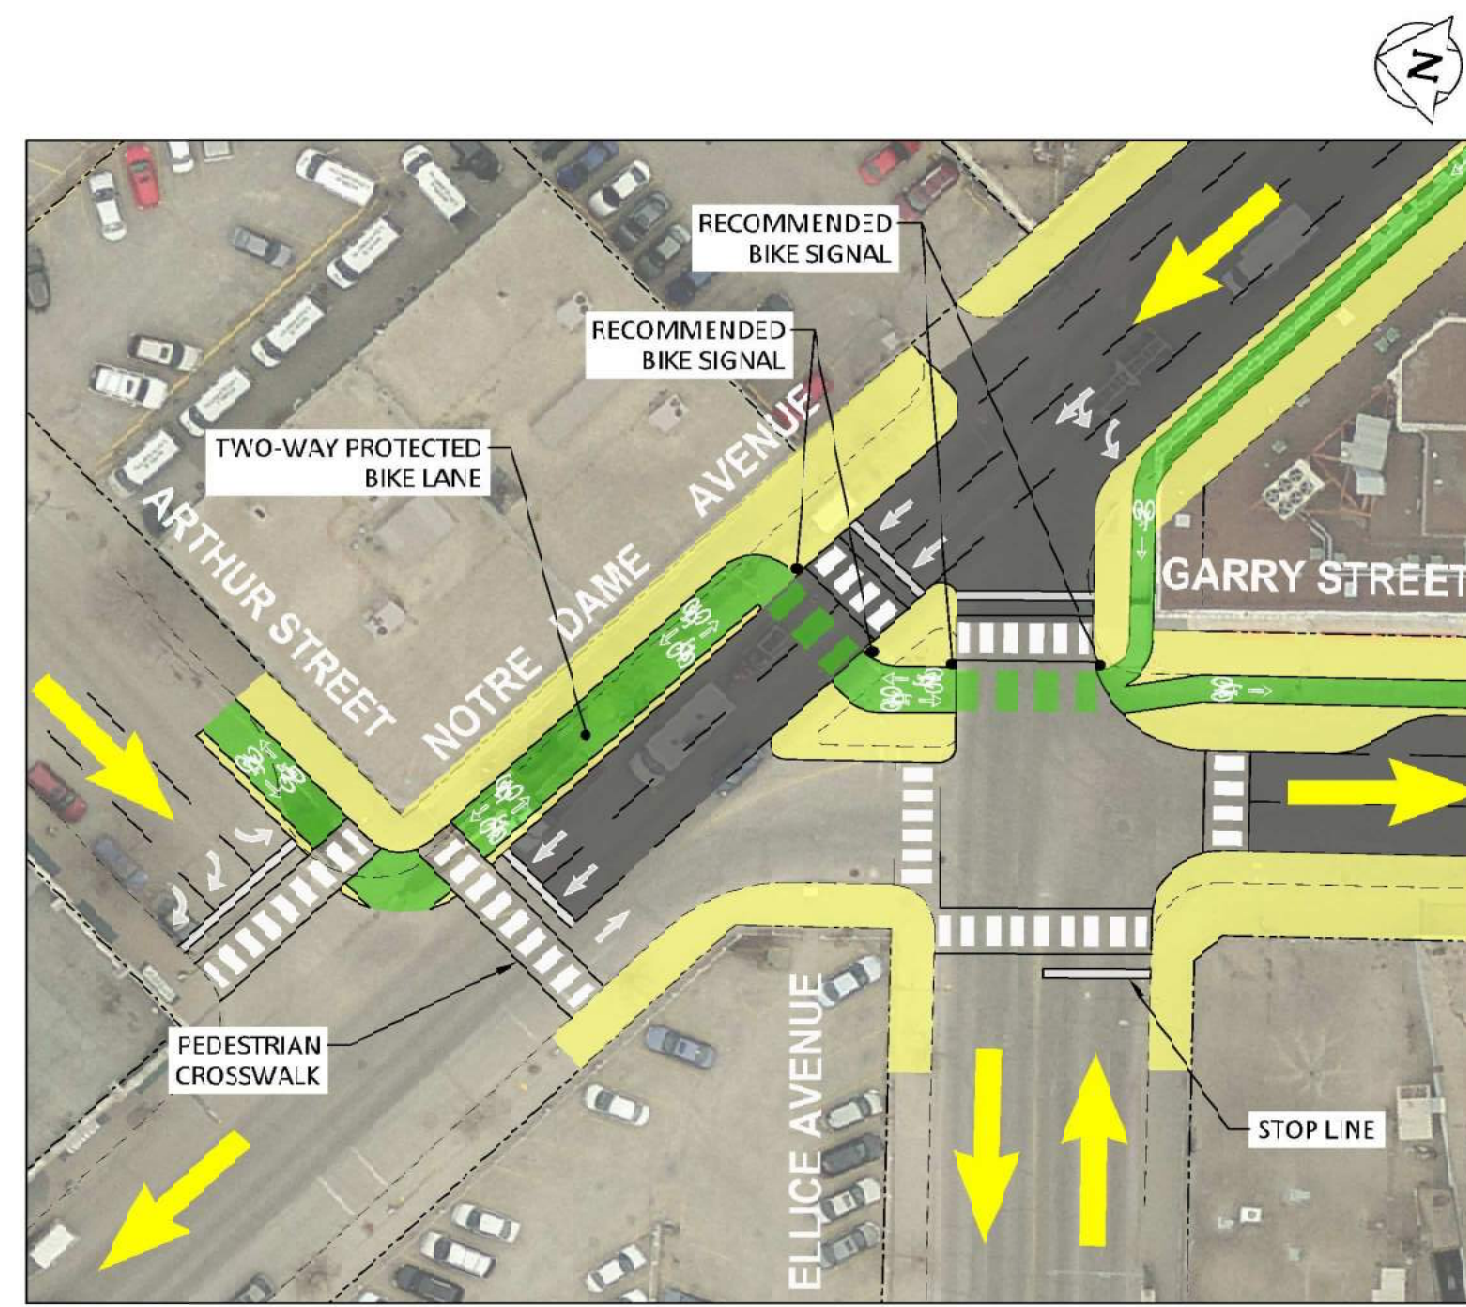 N
RECOMMENDED
BIKE SIGNAL
RECOMMENDED
BIKE SIGNAL
TWO-WAY PROTECTED
BIKE LANE
ARTHUR STREET
NOTRE DAME AVENUE
GARRY STREET
PEDESTRIAN
CROSSWALK
ELLICE AVENUE
STOP LINE